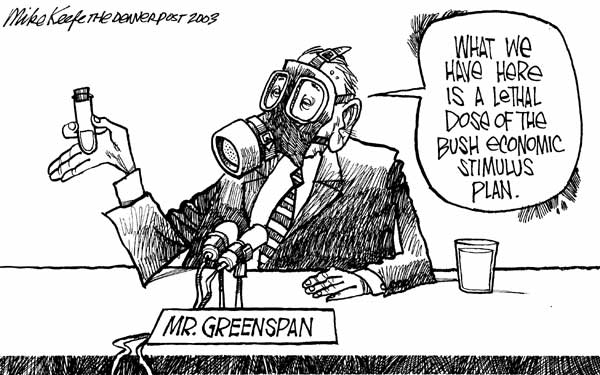 Mike Keefe THE DENVER POST 2003
WHAT WE
HAVE HERE
IS A LETHAL
DOSE OF THE
BUSH ECONOMIC
STIMULUS
PLAN.
MR. GREENSPAN